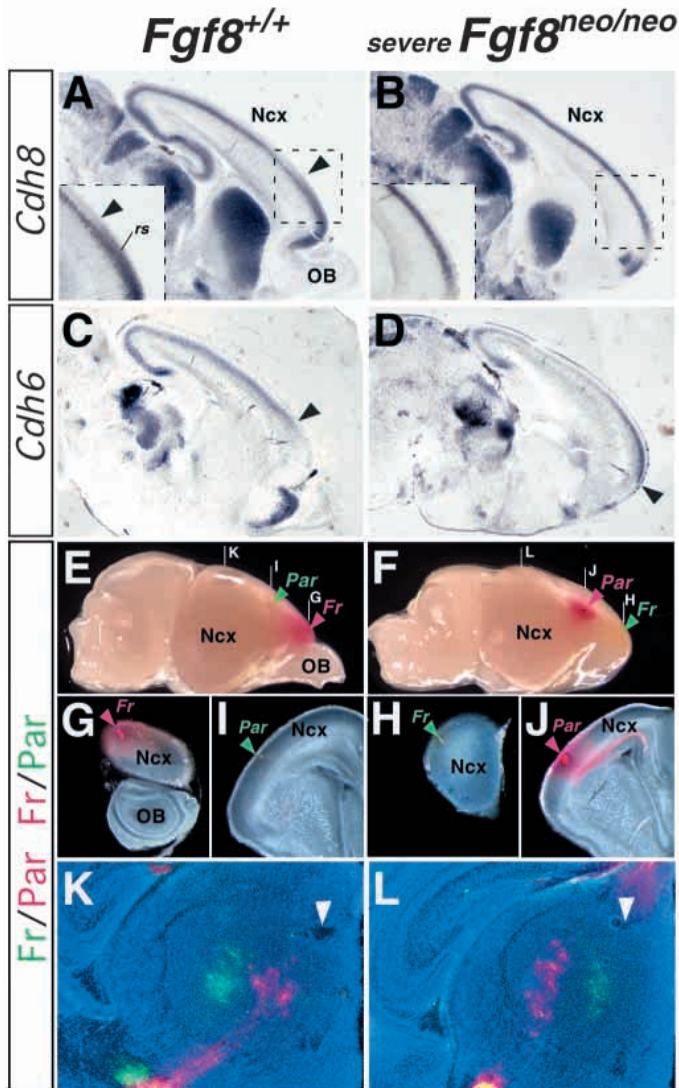 Fgf8+/+
severe Fgf8neo/neo
Cdh8
A
Ncx
rs
OB
B
Ncx
Cdh6
C
D
Fr/Par Fr/Par
E
K
I
Par
G
Fr
Ncx
OB
F
L
J
Par
H
Fr
Ncx
G
Fr
Ncx
OB
I
Par
Ncx
H
Fr
Ncx
J
Par
Ncx
K
L